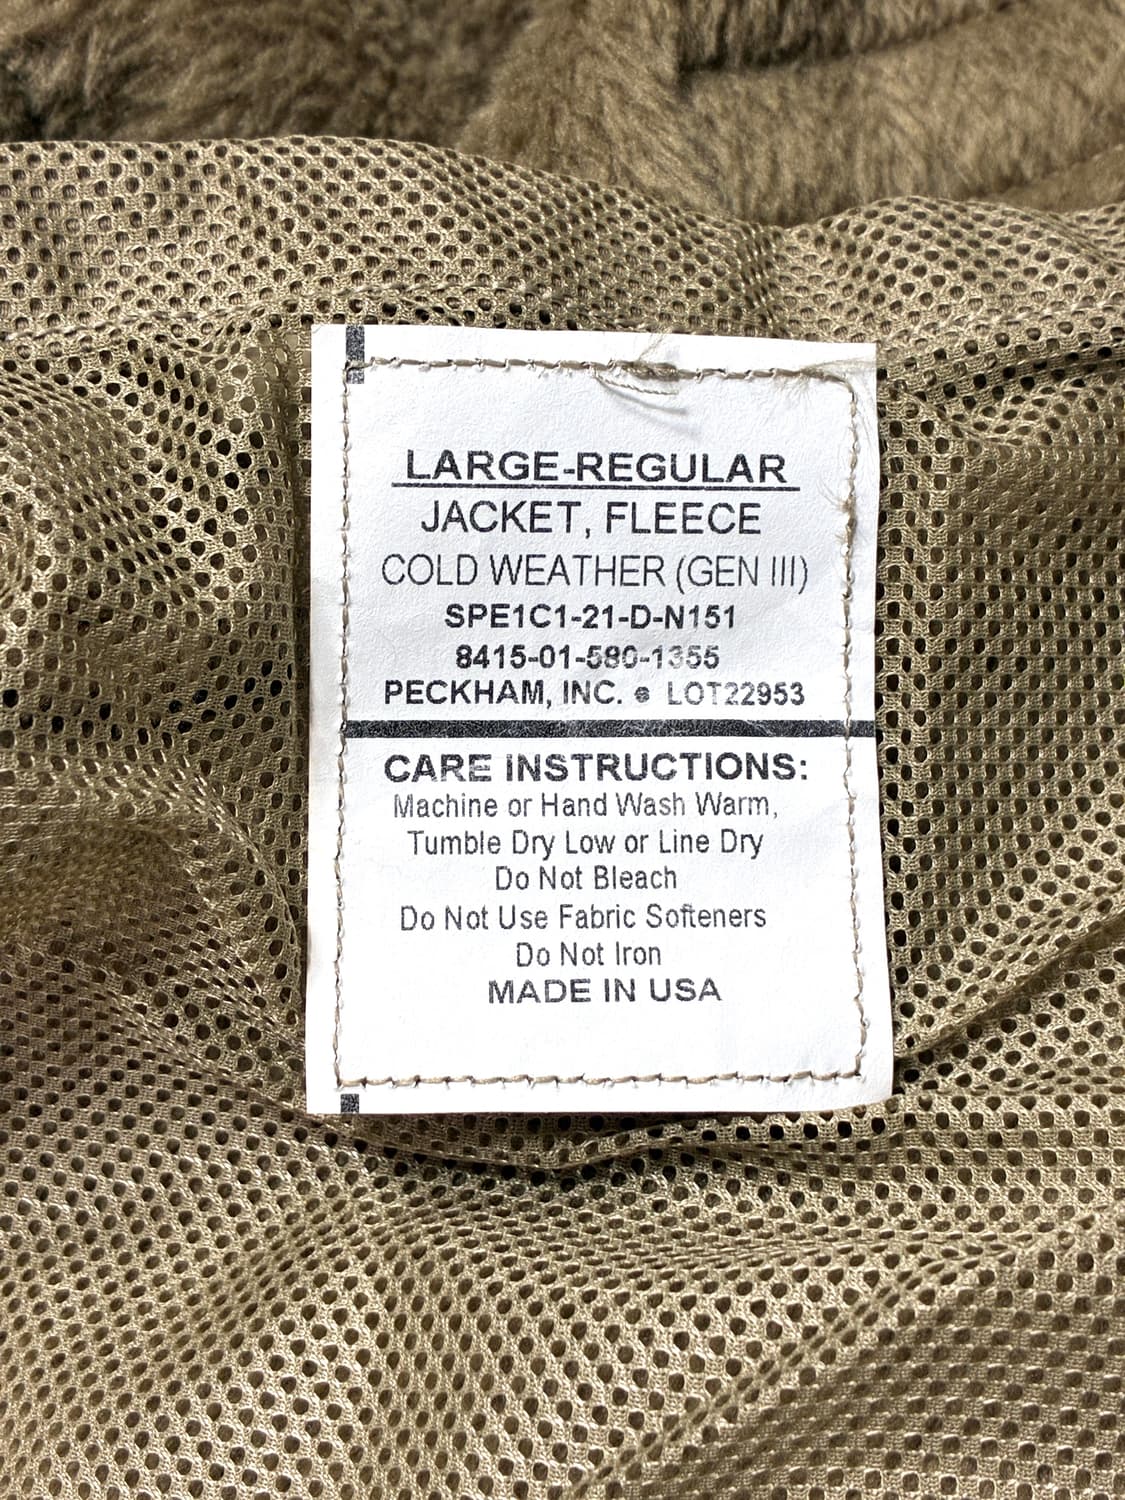 LARGE-REGULAR
JACKET, FLEECE
COLD WEATHER (GEN III)
SPE1C1-21-D-N151
8415-01-580-1355
PECKHAM, INC. ● LOT22953
CARE INSTRUCTIONS:
Machine or Hand Wash Warm,
Tumble Dry Low or Line Dry
Do Not Bleach
Do Not Use Fabric Softeners
Do Not Iron
MADE IN USA